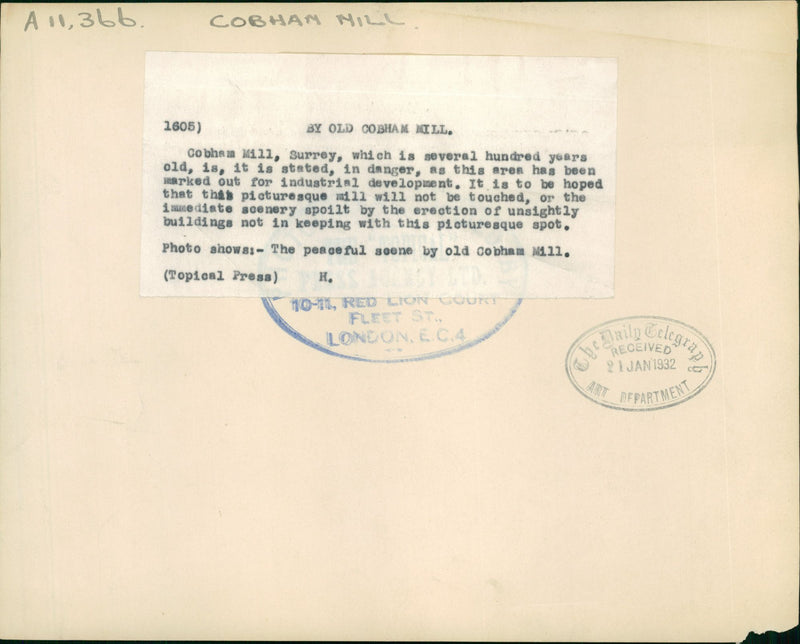 A 11,366. COBHAM MILL.
1605) BY OLD COBHAM MILL.
Cobham Mill, Surrey, which is several hundred years
old, is, it is stated, in danger, as this area has been
marked out for industrial development. It is to be hoped
that this picturesque mill will not be touched, or the
immediate scenery spoilt by the erection of unsightly
buildings not in keeping with this picturesque spot.
Photo shows:- The peaceful scene by old Cobham Mill.
(Topical Press) H.
10-11, RED LION COURT
FLEET ST.,
LONDON, E.C.4
The Daily Telegraph
RECEIVED
21 JAN 1932
ART DEPARTMENT